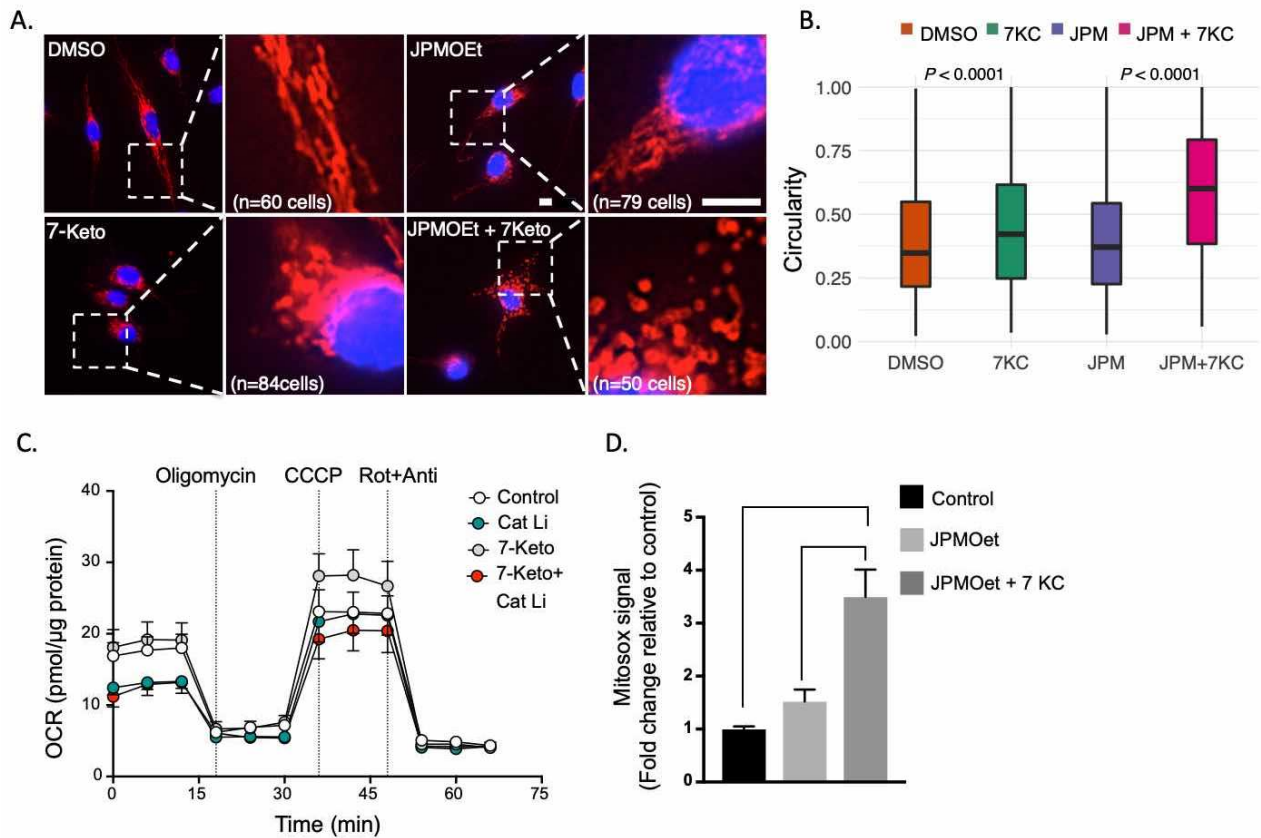 A.
DMSO
JPMOEt
(n=60 cells)
(n=79 cells)
7-Keto
JPMOEt + 7Keto
(n=84cells)
(n=50 cells)
B.
DMSO 7KC JPM JPM + 7KC
P < 0.0001 P < 0.0001
1.00
0.75
0.50
0.25
0.00
Circularity
DMSO 7KC JPM JPM+7KC
C.
Oligomycin CCCP Rot+Anti
40
30
20
10
0
OCR (pmol/µg protein)
0 15 30 45 60 75
Time (min)
Control
Cat Li
7-Keto
7-Keto+
Cat Li
D.
Mitosox signal
(Fold change relative to control)
5
4
3
2
1
0
Control
JPMOet
JPMOet + 7 KC